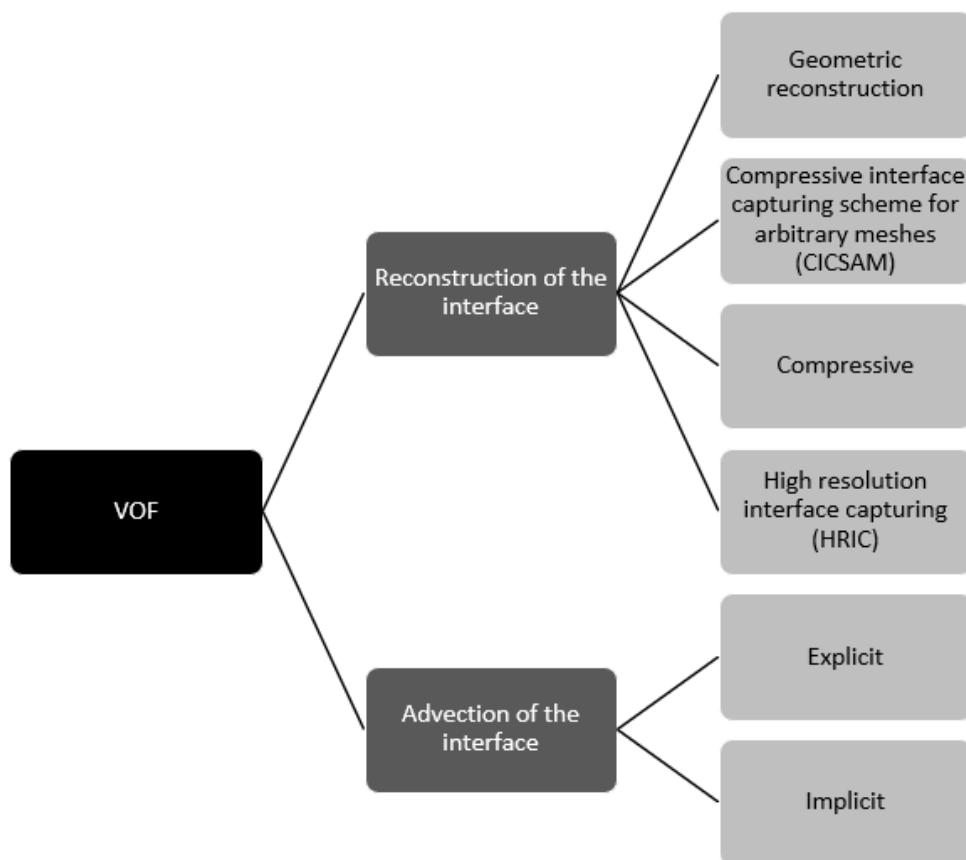 Geometric
reconstruction
Compressive interface
capturing scheme for
arbitrary meshes
(CICSAM)
Reconstruction of the
interface
Compressive
VOF
High resolution
interface capturing
(HRIC)
Explicit
Advection of the
interface
Implicit